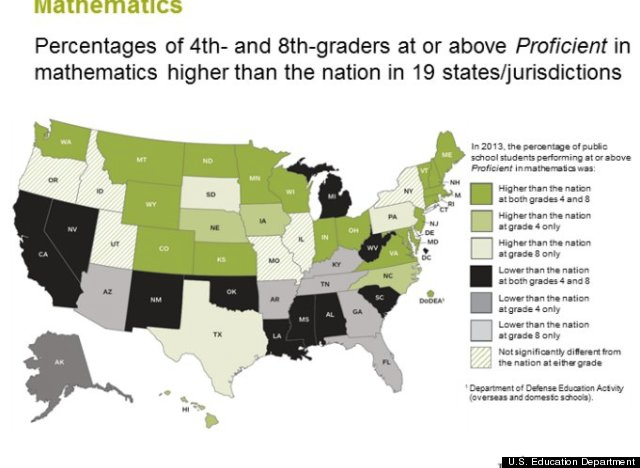 Mathematics
Percentages of 4th- and 8th-graders at or above Proficient in
mathematics higher than the nation in 19 states/jurisdictions
In 2013, the percentage of public
school students performing at or above
Proficient in mathematics was:
Higher than the nation
at both grades 4 and 8
Higher than the nation
at grade 4 only
Higher than the nation
at grade 8 only
Lower than the nation
at both grades 4 and 8
Lower than the nation
at grade 4 only
Lower than the nation
at grade 8 only
Not significantly different from
the nation at either grade
¹ Department of Defense Education Activity
(overseas and domestic schools).
WA
MT
ND
MN
WI
MI
NY
VT
ME
NH
M
RI
CT
NJ
DE
MD
DC
OR
ID
WY
SD
IA
NE
IL
IN
OH
PA
WV
VA
NV
UT
CO
KS
MO
KY
CA
AZ
NM
OK
AR
TN
NC
SC
DoDEA¹
TX
LA
MS
AL
GA
FL
AK
HI
U.S. Education Department